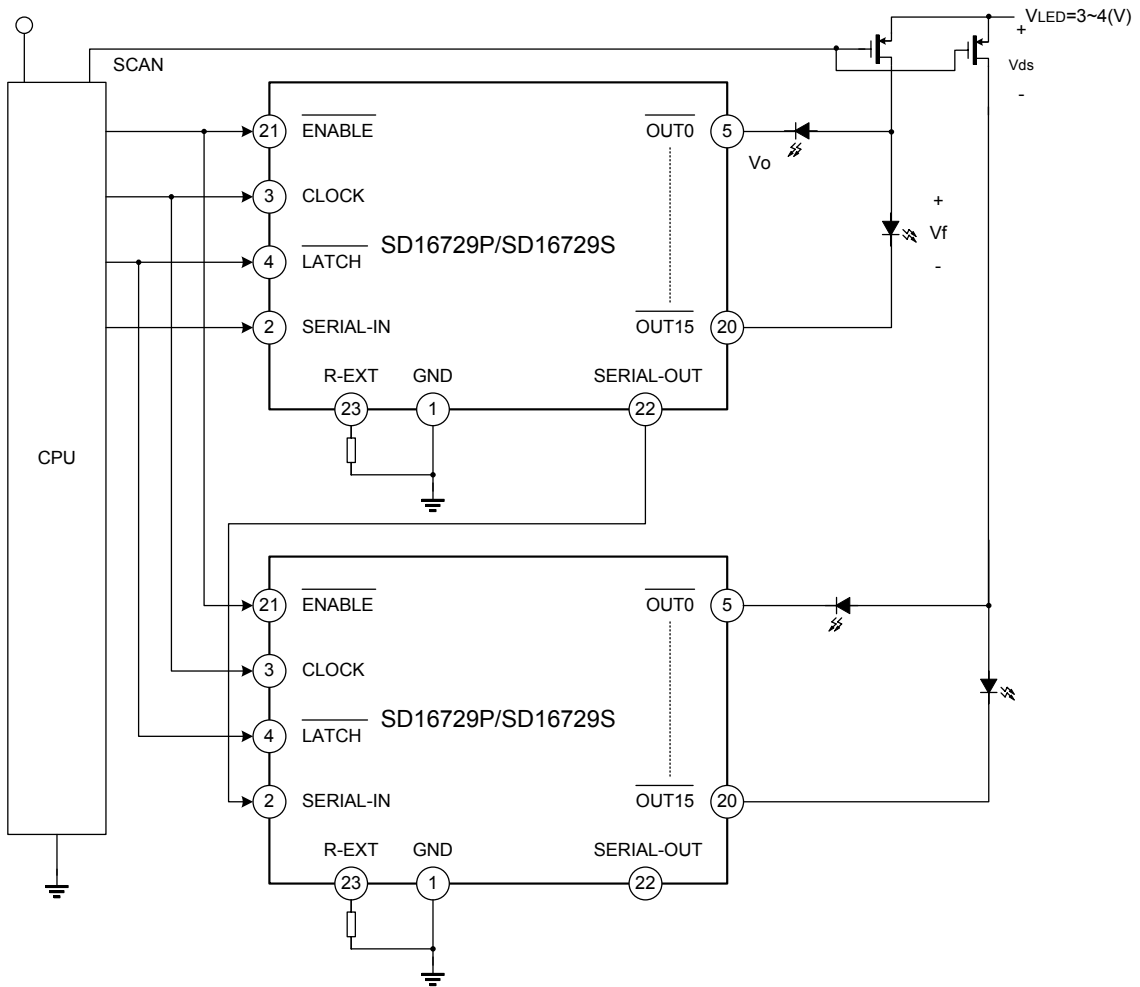 VLED=3~4(V)
+
Vds
-
SCAN
21 ENABLE OUT0 5
Vo
3 CLOCK
+
SD16729P/SD16729S
Vf
4 LATCH
-
2 SERIAL-IN OUT15 20
R-EXT GND SERIAL-OUT
23 1 22
CPU
21 ENABLE OUT0 5
3 CLOCK
SD16729P/SD16729S
4 LATCH
2 SERIAL-IN OUT15 20
R-EXT GND SERIAL-OUT
23 1 22